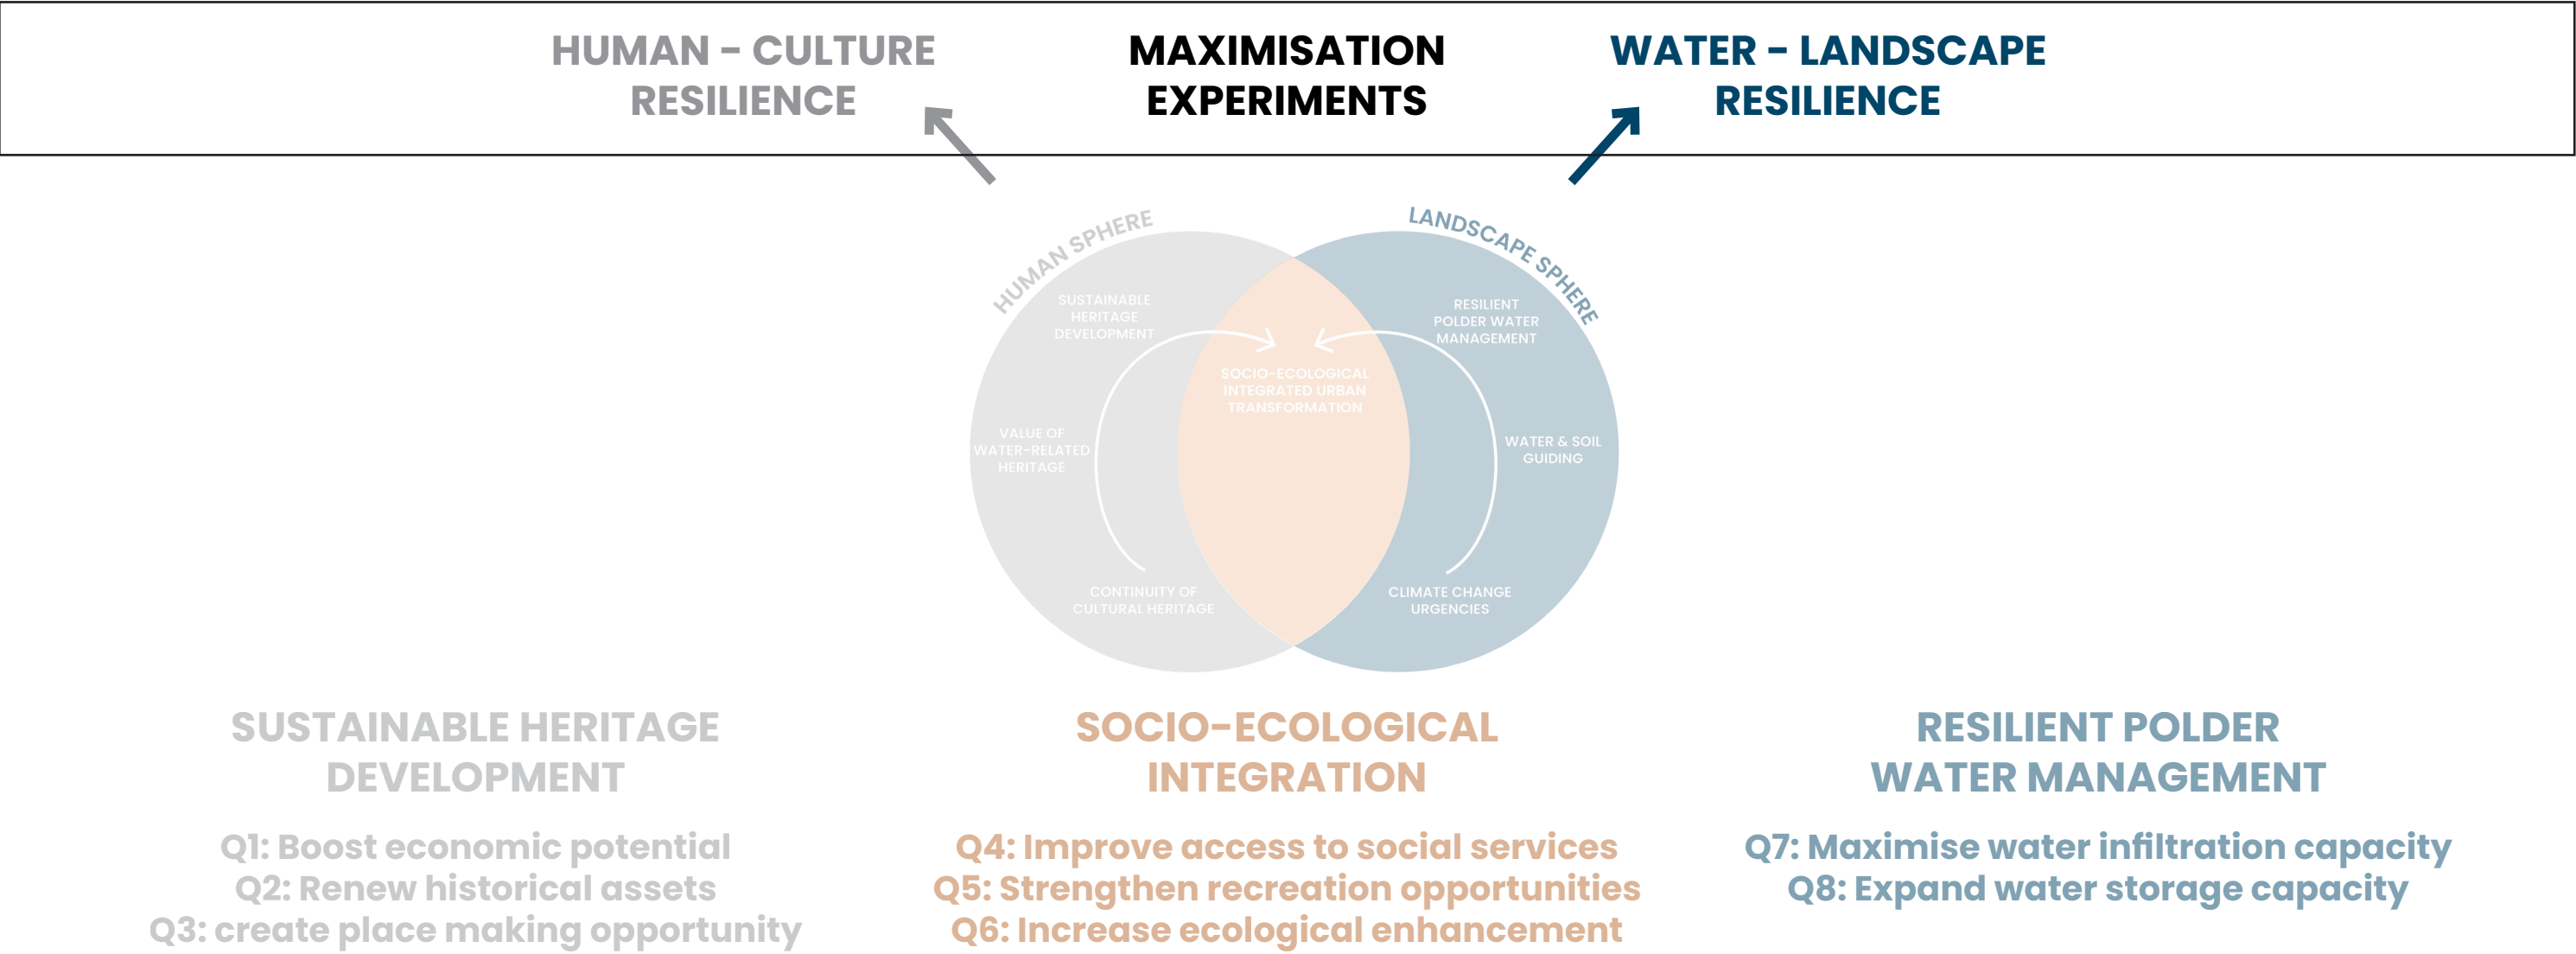 HUMAN - CULTURE
RESILIENCE
MAXIMISATION
EXPERIMENTS
WATER - LANDSCAPE
RESILIENCE
HUMAN SPHERE
LANDSCAPE SPHERE
SUSTAINABLE
HERITAGE
DEVELOPMENT
RESILIENT
POLDER WATER
MANAGEMENT
SOCIO-ECOLOGICAL
INTEGRATED URBAN
TRANSFORMATION
VALUE OF
WATER-RELATED
HERITAGE
WATER & SOIL
GUIDING
CONTINUITY OF
CULTURAL HERITAGE
CLIMATE CHANGE
URGENCIES
SUSTAINABLE HERITAGE
DEVELOPMENT
Q1: Boost economic potential
Q2: Renew historical assets
Q3: create place making opportunity
SOCIO-ECOLOGICAL
INTEGRATION
Q4: Improve access to social services
Q5: Strengthen recreation opportunities
Q6: Increase ecological enhancement
RESILIENT POLDER
WATER MANAGEMENT
Q7: Maximise water infiltration capacity
Q8: Expand water storage capacity